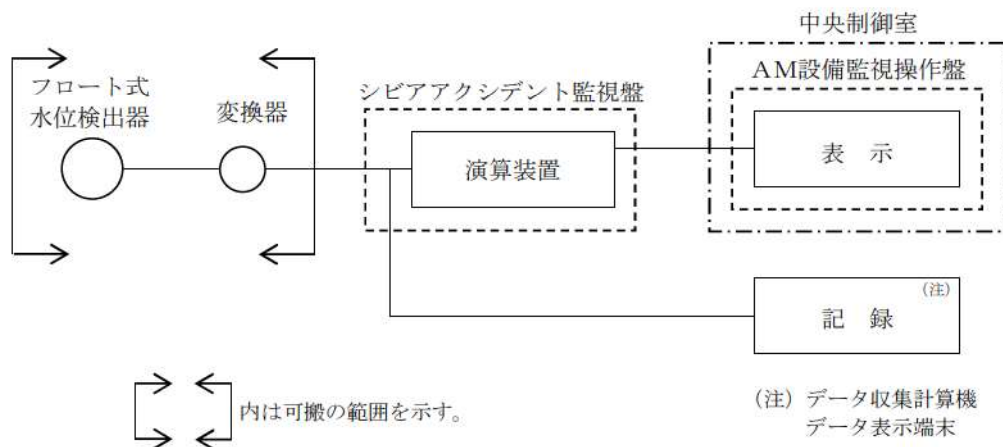 中央制御室
AM設備監視操作盤
シビアアクシデント監視盤
フロート式
水位検出器
変換器
演算装置
表 示
(注)
記 録
内は可搬の範囲を示す。
(注) データ収集計算機
データ表示端末